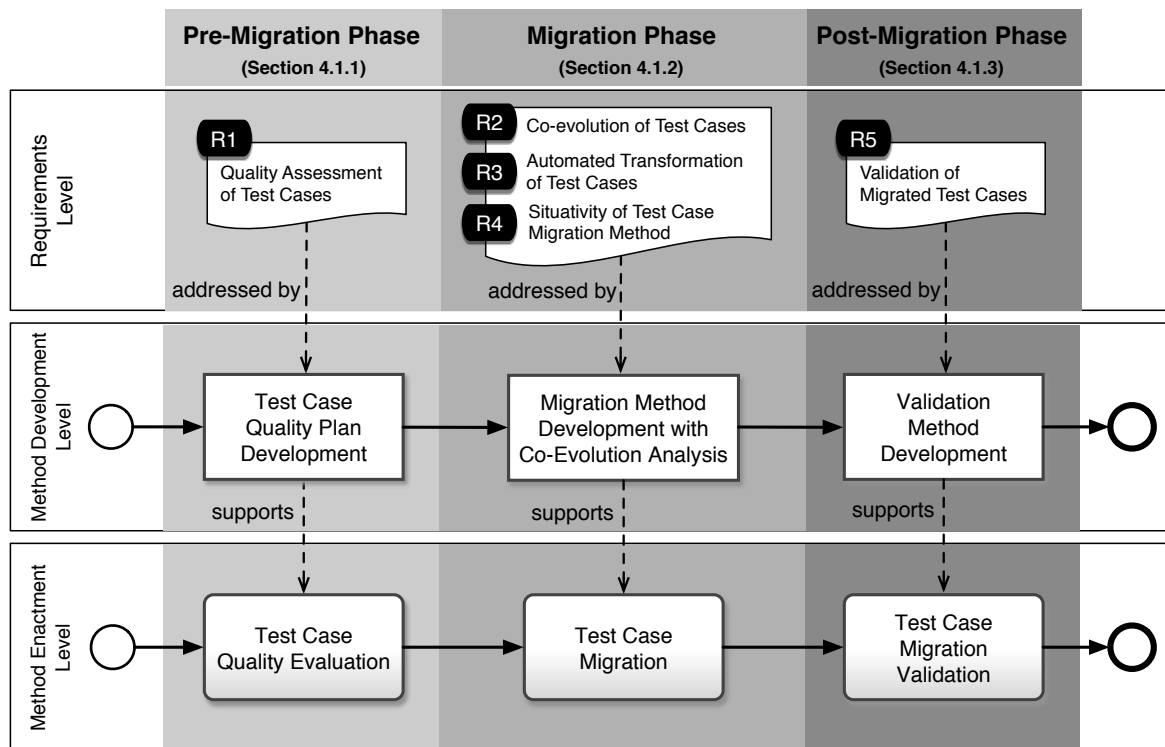 Pre-Migration Phase
(Section 4.1.1)
Migration Phase
(Section 4.1.2)
Post-Migration Phase
(Section 4.1.3)
Requirements
Level
R1
Quality Assessment
of Test Cases
R2
Co-evolution of Test Cases
R3
Automated Transformation
of Test Cases
R4
Situativity of Test Case
Migration Method
R5
Validation of
Migrated Test Cases
addressed by
addressed by
addressed by
Method Development
Level
Test Case
Quality Plan
Development
Migration Method
Development with
Co-Evolution Analysis
Validation
Method
Development
supports
supports
supports
Method Enactment
Level
Test Case
Quality Evaluation
Test Case
Migration
Test Case
Migration
Validation